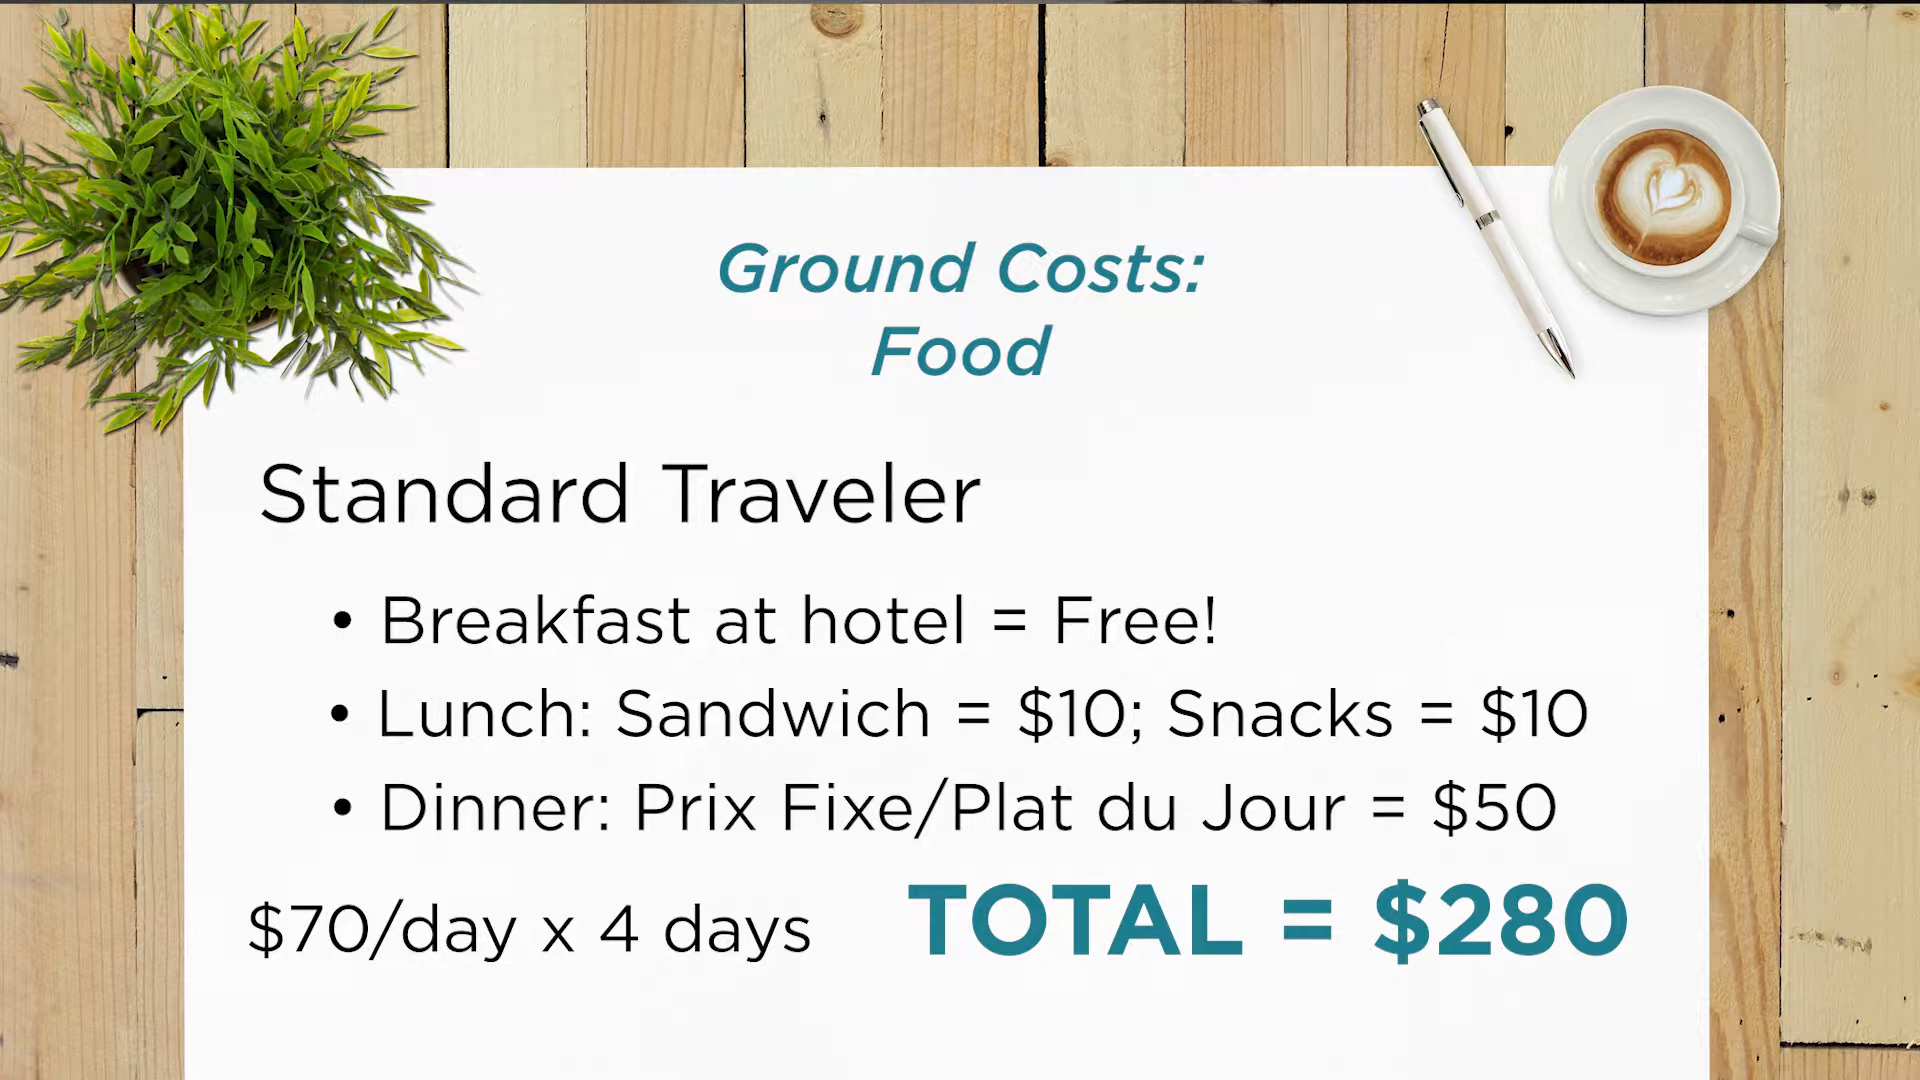 Ground Costs:
Food
Standard Traveler
• Breakfast at hotel = Free!
• Lunch: Sandwich = $10; Snacks = $10
• Dinner: Prix Fixe/Plat du Jour = $50
$70/day x 4 days
TOTAL = $280